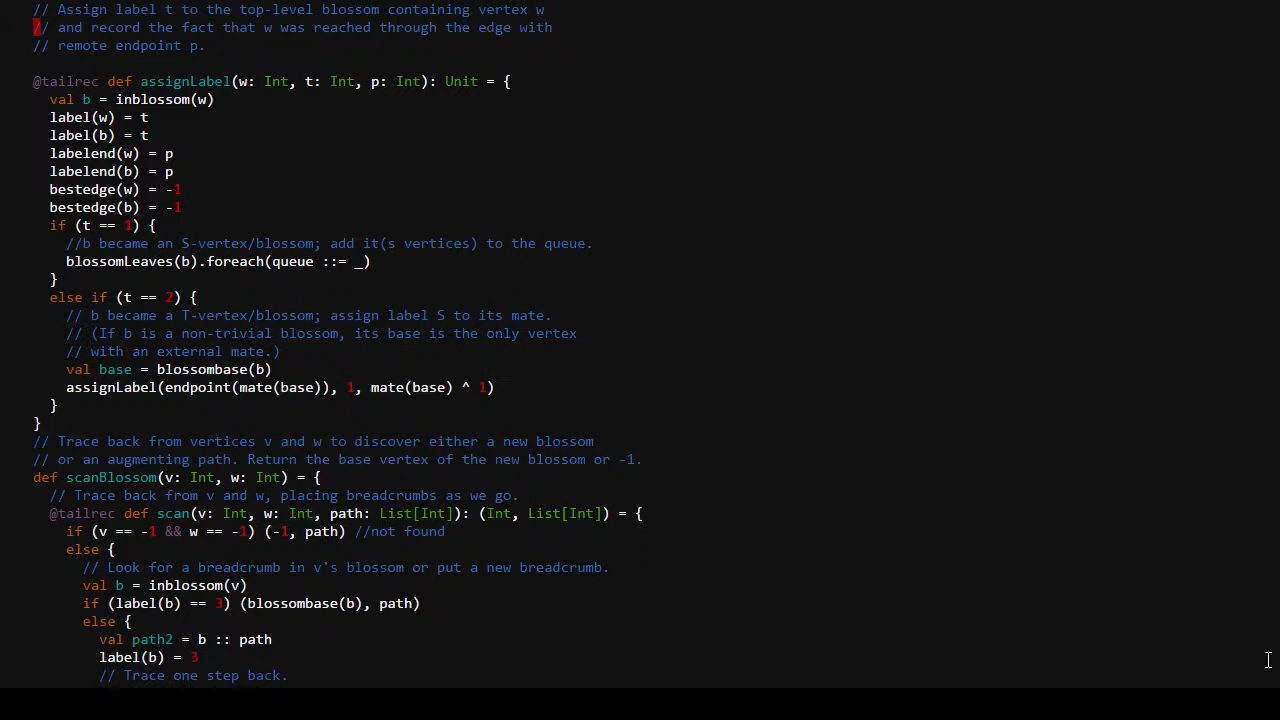 // Assign label t to the top-level blossom containing vertex w
// and record the fact that w was reached through the edge with
// remote endpoint p.
@tailrec def assignLabel(w: Int, t: Int, p: Int): Unit = {
val b = inblossom(w)
label(w) = t
label(b) = t
labelend(w) = p
labelend(b) = p
bestedge(w) = -1
bestedge(b) = -1
if (t == 1) {
//b became an S-vertex/blossom; add it(s vertices) to the queue.
blossomLeaves(b).foreach(queue ::= _)
}
else if (t == 2) {
// b became a T-vertex/blossom; assign label S to its mate.
// (If b is a non-trivial blossom, its base is the only vertex
// with an external mate.)
val base = blossombase(b)
assignLabel(endpoint(mate(base)), 1, mate(base) ^ 1)
}
}
// Trace back from vertices v and w to discover either a new blossom
// or an augmenting path. Return the base vertex of the new blossom or -1.
def scanBlossom(v: Int, w: Int) = {
// Trace back from v and w, placing breadcrumbs as we go.
@tailrec def scan(v: Int, w: Int, path: List[Int]): (Int, List[Int]) = {
if (v == -1 && w == -1) (-1, path) //not found
else {
// Look for a breadcrumb in v's blossom or put a new breadcrumb.
val b = inblossom(v)
if (label(b) == 3) (blossombase(b), path)
else {
val path2 = b :: path
label(b) = 3
// Trace one step back.